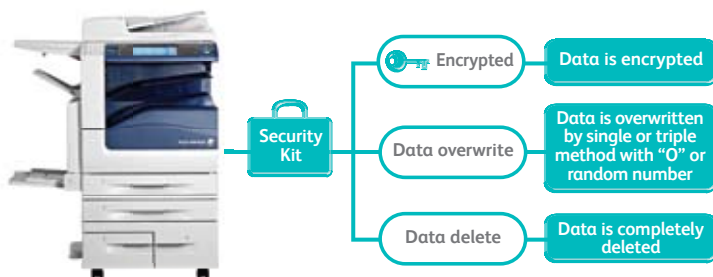 Encrypted
Data is encrypted
Security
Kit
Data overwrite
Data is overwritten
by single or triple
method with “O” or
random number
Data delete
Data is completely
deleted